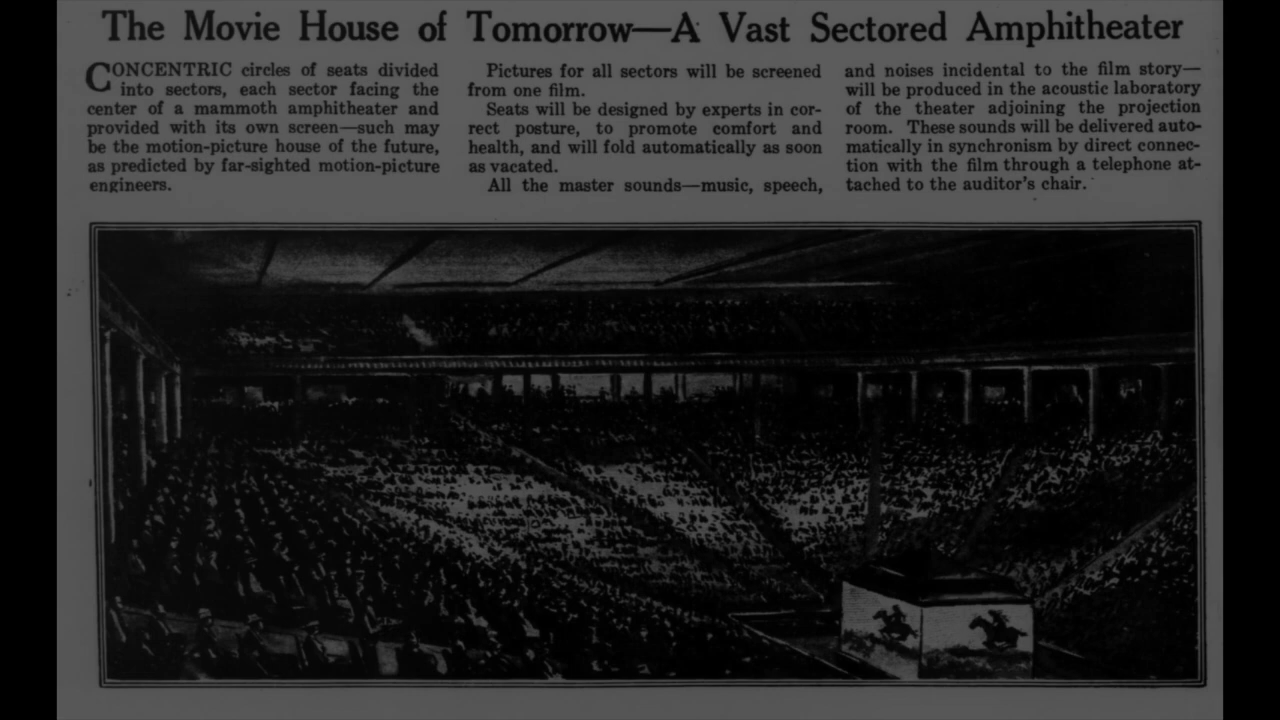 The Movie House of Tomorrow—A Vast Sectored Amphitheater
CONCENTRIC circles of seats divided
into sectors, each sector facing the
center of a mammoth amphitheater and
provided with its own screen—such may
be the motion-picture house of the future,
as predicted by far-sighted motion-picture
engineers.
Pictures for all sectors will be screened
from one film.
Seats will be designed by experts in cor-
rect posture, to promote comfort and
health, and will fold automatically as soon
as vacated.
All the master sounds—music, speech,
and noises incidental to the film story—
will be produced in the acoustic laboratory
of the theater adjoining the projection
room. These sounds will be delivered auto-
matically in synchronism by direct connec-
tion with the film through a telephone at-
tached to the auditor's chair.